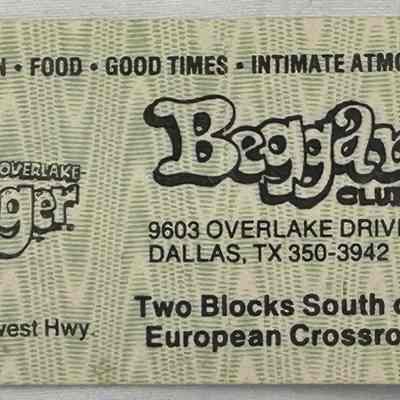 N • FOOD • GOOD TIMES • INTIMATE ATMO
OVERLAKE
ger
west Hwy.
Beggar
CLU
9603 OVERLAKE DRIVE
DALLAS, TX 350-3942
Two Blocks South o
European Crossro